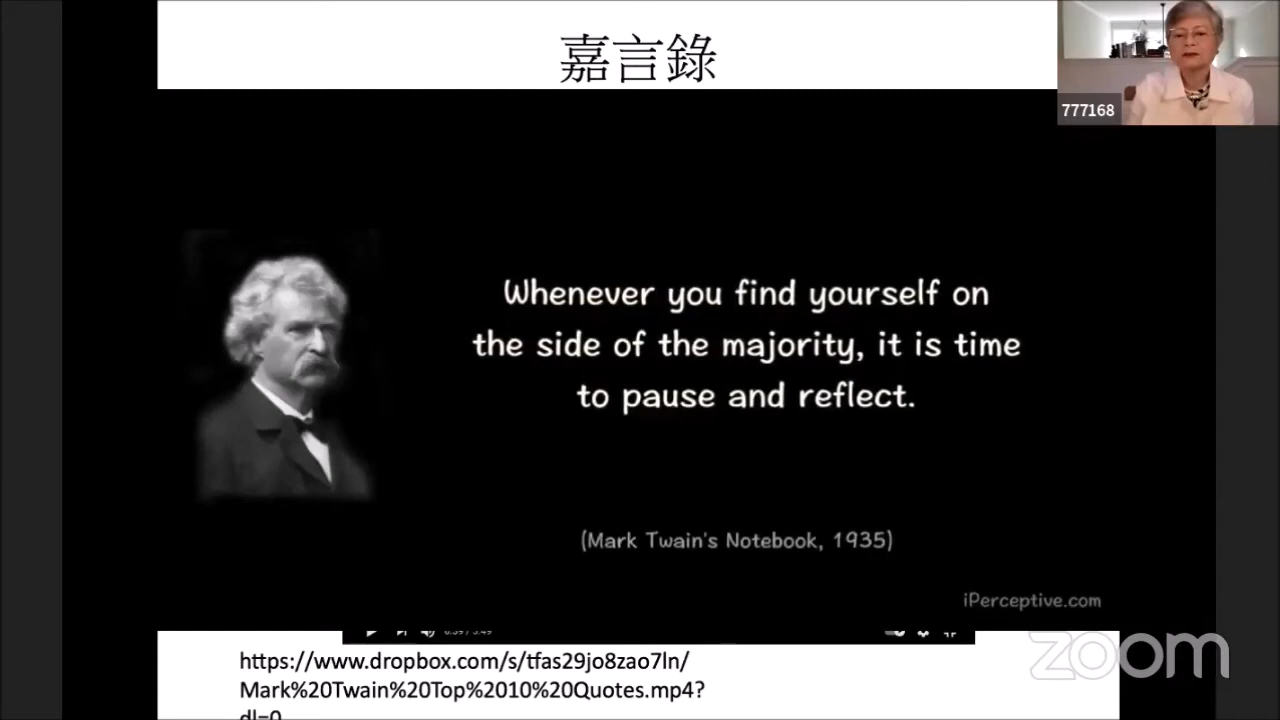 嘉言錄
777168
Whenever you find yourself on
the side of the majority, it is time
to pause and reflect.
(Mark Twain's Notebook, 1935)
iPerceptive.com
zoom
https://www.dropbox.com/s/tfas29jo8zao7ln/
Mark%20Twain%20Top%2010%20Quotes.mp4?
dl=0